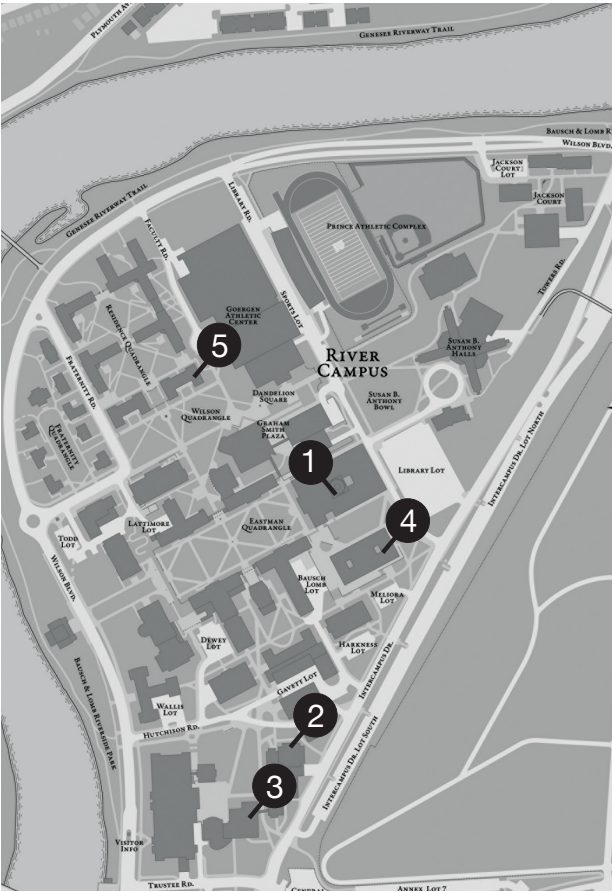 Plymouth Av
Genesee Riverway Trail
Bausch & Lomb R
Wilson Blvd.
Jackson
Court
Lot
Jackson
Court
Genesee Riverway Trail
Library Rd.
Faculty Rd.
Prince Athletic Complex
Towers Rd.
Goergen
Athletic
Center
Sports Lot
Residence Quadrangle
5
River
Campus
Susan B.
Anthony
Halls
Fraternity Rd.
Dandelion
Square
Susan B.
Anthony
Bowl
Wilson
Quadrangle
Graham
Smith
Plaza
Fraternity
Quadrangle
Intercampus Dr. Lot North
1
Library Lot
4
Lattimore
Lot
Eastman
Quadrangle
Todd
Lot
Wilson Blvd.
Bausch
Lomb
Lot
Meliora
Lot
Dewey
Lot
Harkness
Lot
Intercampus Dr.
Gavett Lot
Bausch & Lomb Riverside Park
Wallis
Lot
2
Hutchison Rd.
Intercampus Dr. Lot South
3
Visitor
Info
Trustee Rd.
Annex Lot 7